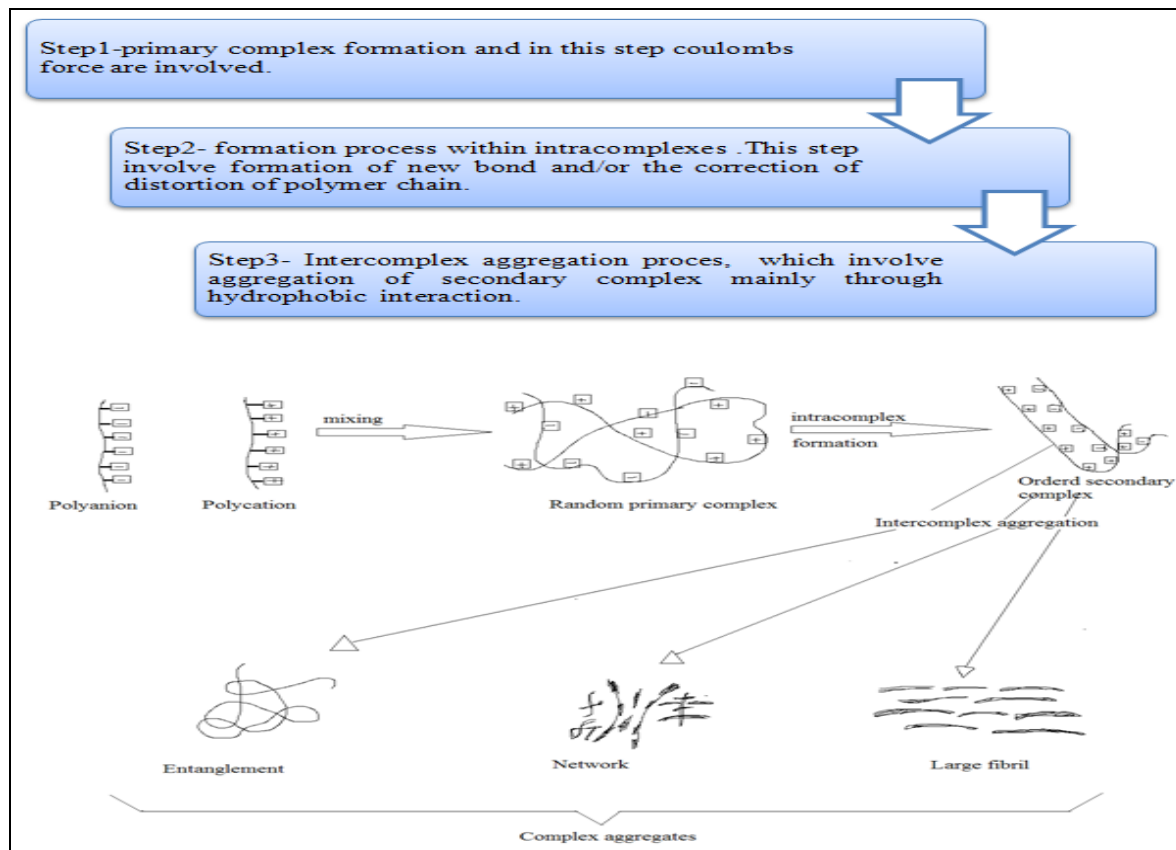 Step1-primary complex formation and in this step coulombs
force are involved.
Step2- formation process within intracomplexes .This step
involve formation of new bond and/or the correction of
distortion of polymer chain.
Step3- Intercomplex aggregation proces, which involve
aggregation of secondary complex mainly through
hydrophobic interaction.
mixing
intracomplex
formation
Polyanion
Polycation
Random primary complex
Orderd secondary
complex
Intercomplex aggregation
Entanglement
Network
Large fibril
Complex aggregates